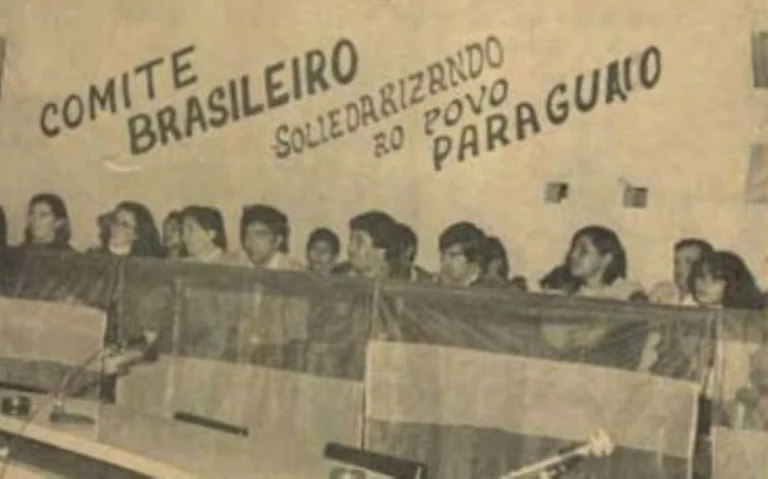 COMITE
BRASILEIRO
-SOLIEDARIZANDO
AO POVO
PARAGUAIO